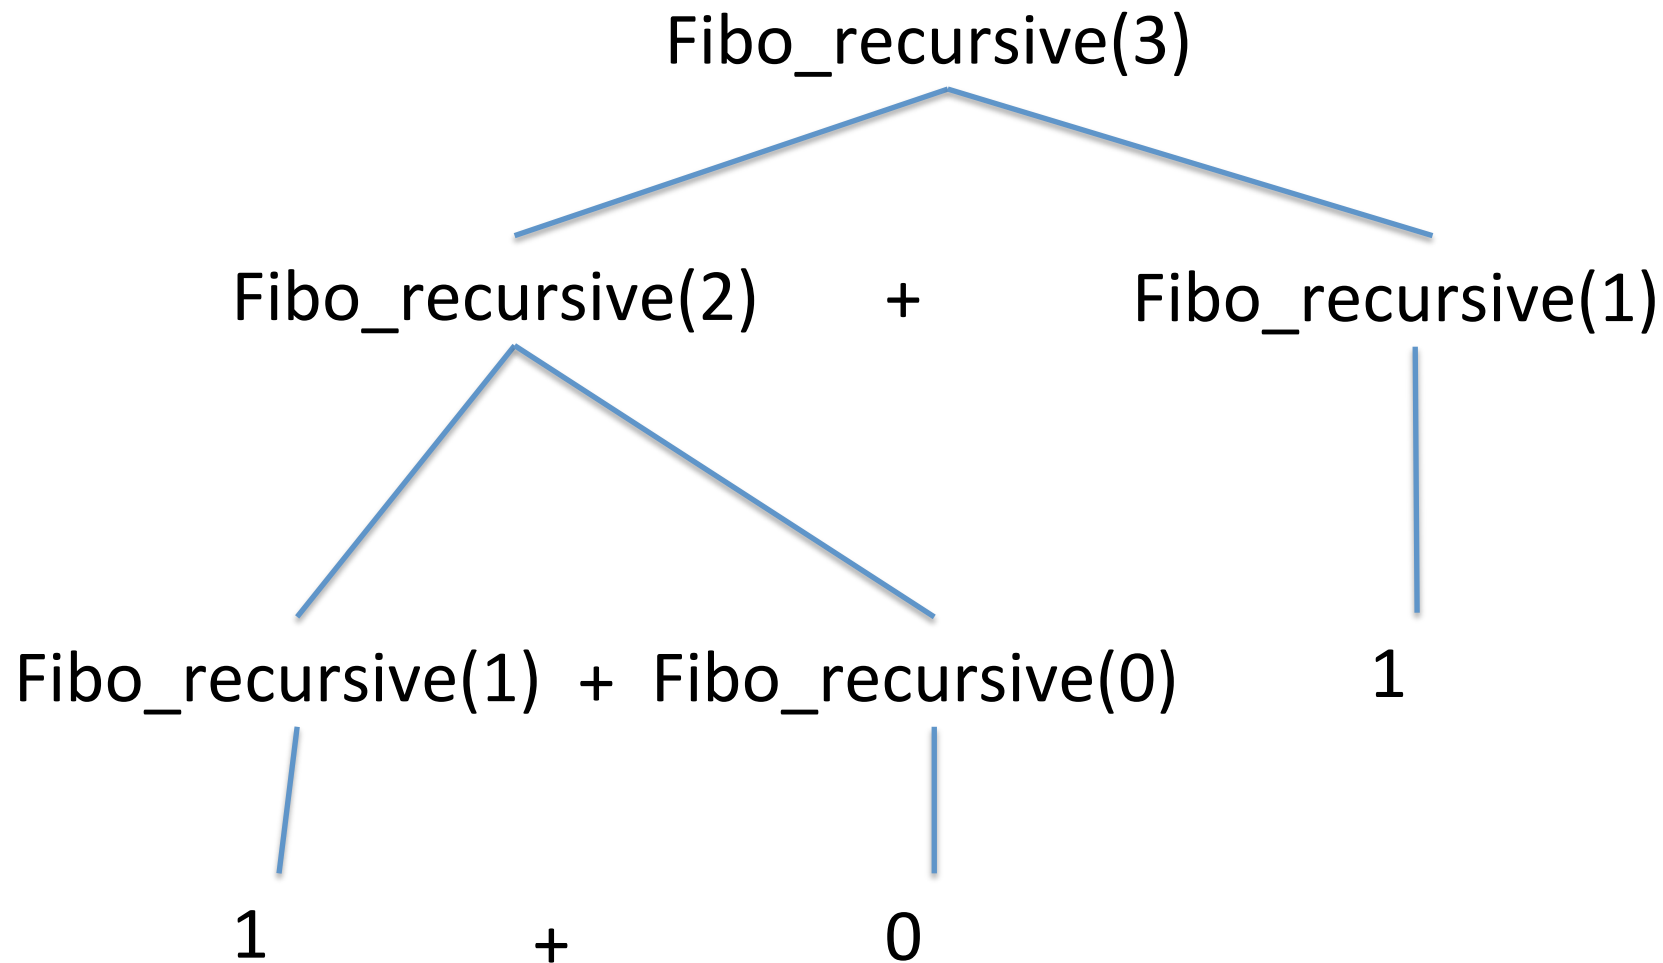 Fibo_recursive(3)
Fibo_recursive(2) + Fibo_recursive(1)
Fibo_recursive(1) + Fibo_recursive(0) 1
1 + 0